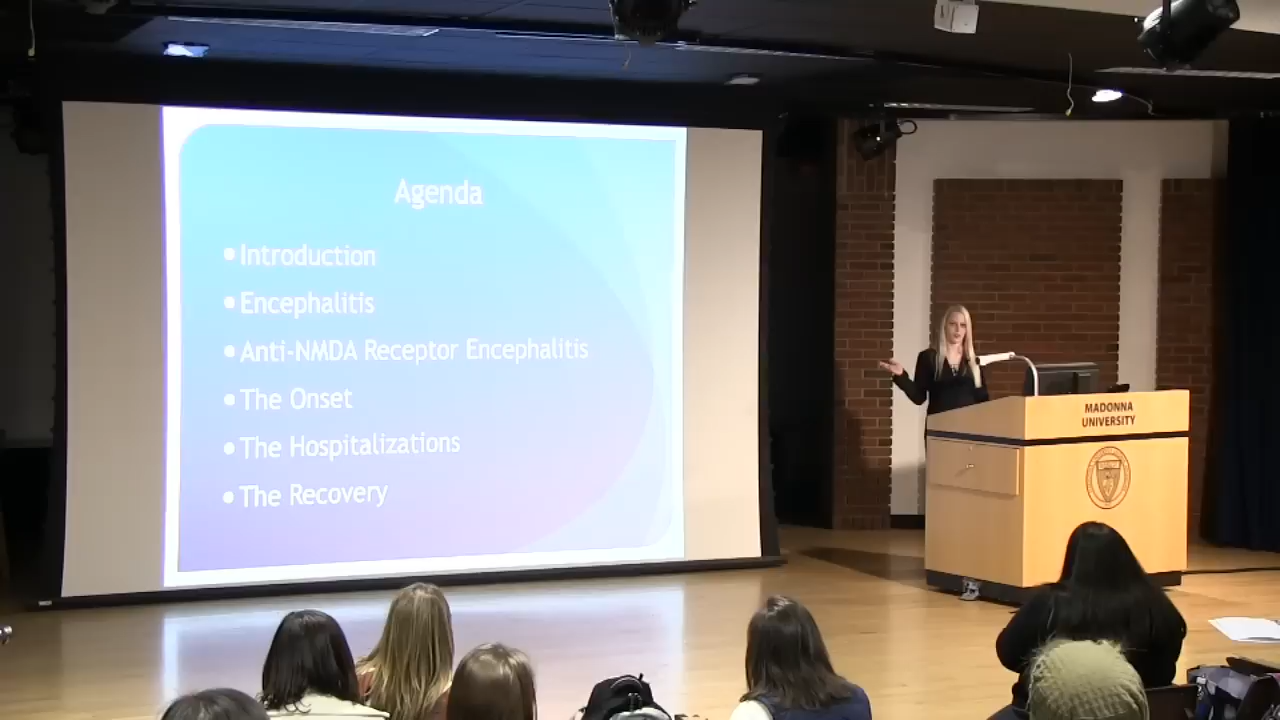 Agenda
• Introduction
• Encephalitis
• Anti-NMDA Receptor Encephalitis
• The Onset
• The Hospitalizations
• The Recovery
MADONNA
UNIVERSITY